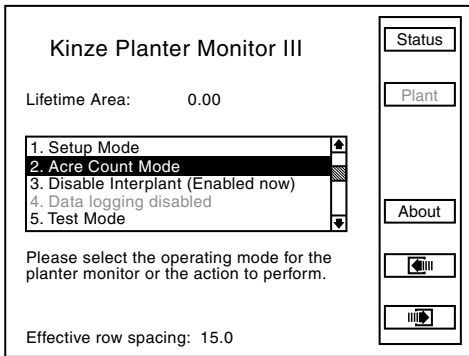 Kinze Planter Monitor III
Lifetime Area: 0.00
1. Setup Mode
2. Acre Count Mode
3. Disable Interplant (Enabled now)
4. Data logging disabled
5. Test Mode
Please select the operating mode for the
planter monitor or the action to perform.
Effective row spacing: 15.0
Status
Plant
About